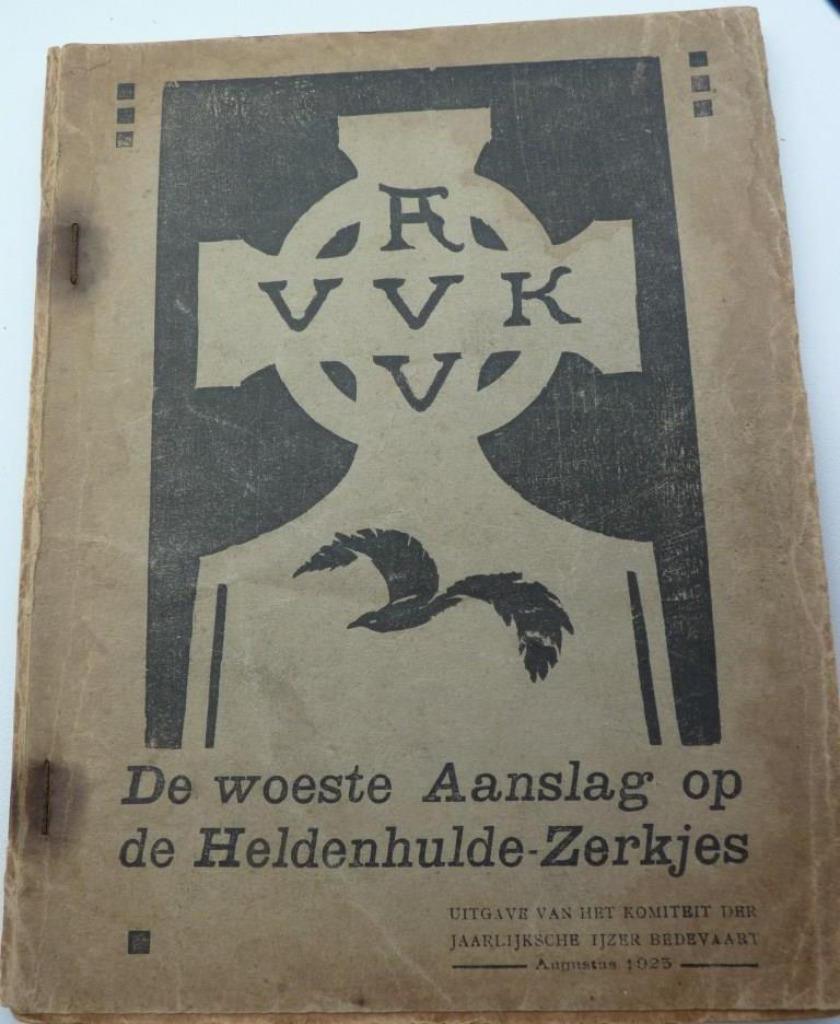 A
V V K
V
De woeste Aanslag op
de Heldenhulde-Zerkjes
UITGAVE VAN HET KOMITEIT DER
JAARLIJKSCHE IJZER BEDEVAART
Augustus 1925